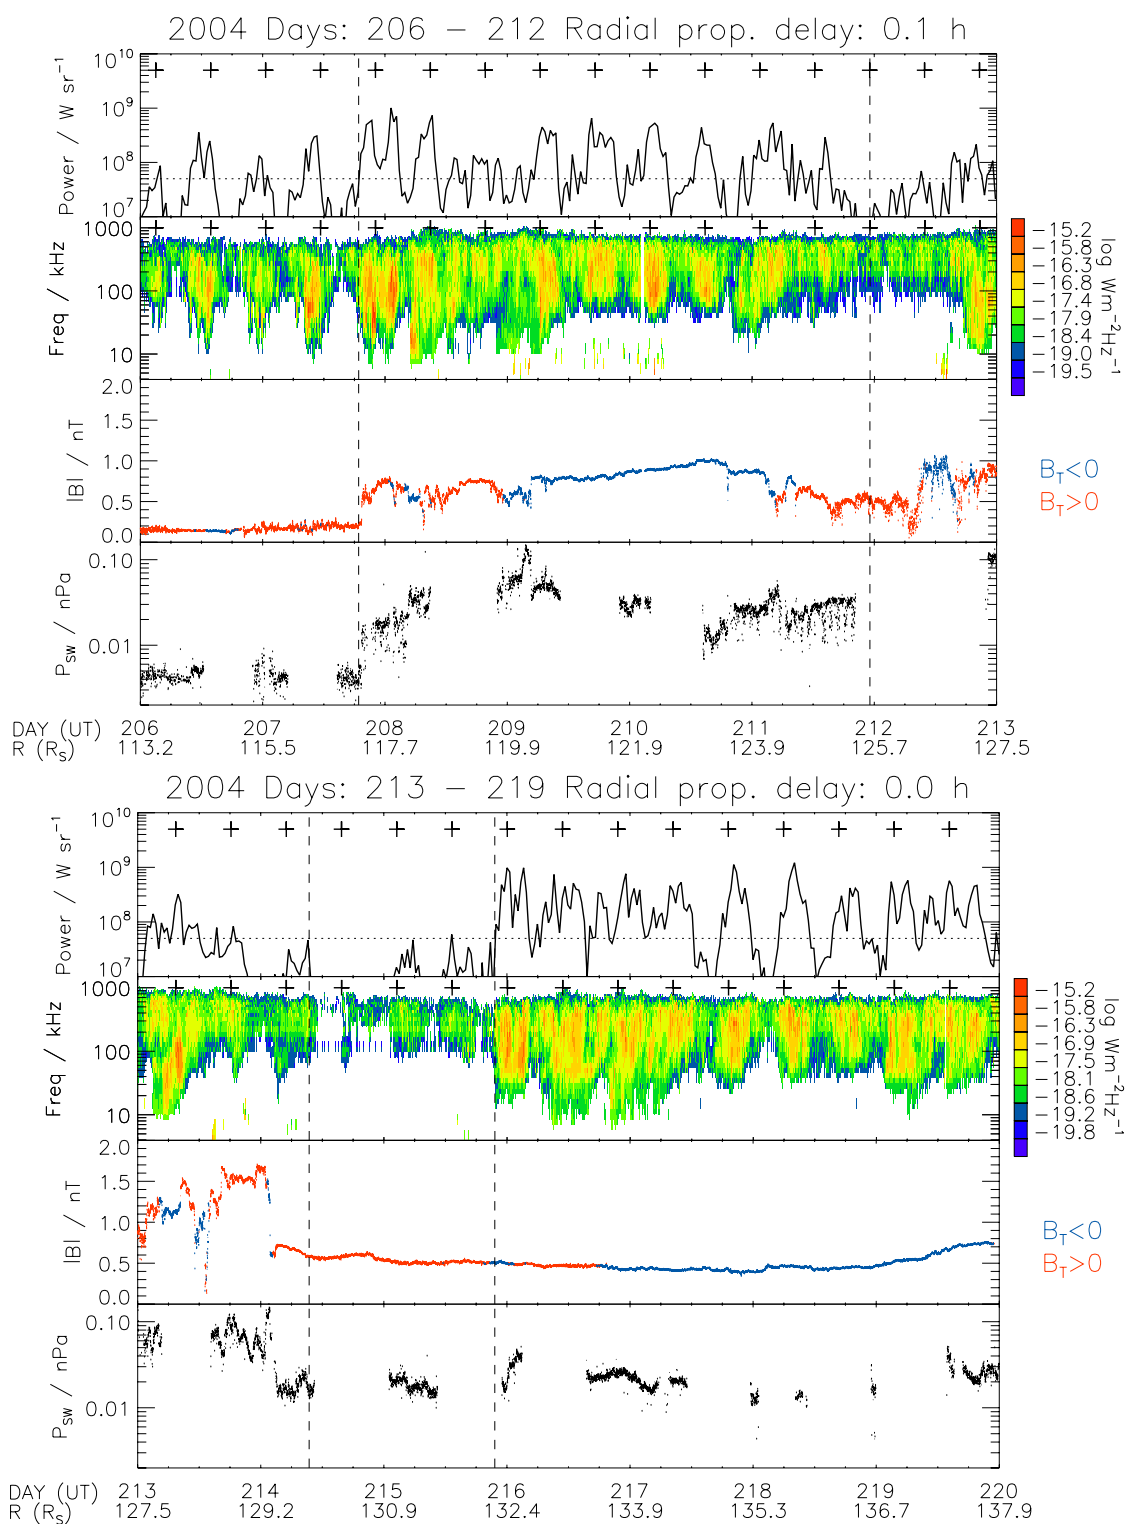 2004 Days: 206 − 212 Radial prop. delay: 0.1 h
Power / W sr⁻¹
10¹⁰
10⁹
10⁸
10⁷
Freq / kHz
1000
100
10
−15.2
−15.8
−16.3
−16.8
−17.4
−17.9
−18.4
−19.0
−19.5
log Wm⁻²Hz⁻¹
|B| / nT
2.0
1.5
1.0
0.5
0.0
B_T<0
B_T>0
P_SW / nPa
0.10
0.01
DAY (UT) 206 207 208 209 210 211 212 213
R (R_S) 113.2 115.5 117.7 119.9 121.9 123.9 125.7 127.5
2004 Days: 213 − 219 Radial prop. delay: 0.0 h
Power / W sr⁻¹
10¹⁰
10⁹
10⁸
10⁷
Freq / kHz
1000
100
10
−15.2
−15.8
−16.3
−16.9
−17.5
−18.1
−18.6
−19.2
−19.8
log Wm⁻²Hz⁻¹
|B| / nT
2.0
1.5
1.0
0.5
0.0
B_T<0
B_T>0
P_SW / nPa
0.10
0.01
DAY (UT) 213 214 215 216 217 218 219 220
R (R_S) 127.5 129.2 130.9 132.4 133.9 135.3 136.7 137.9